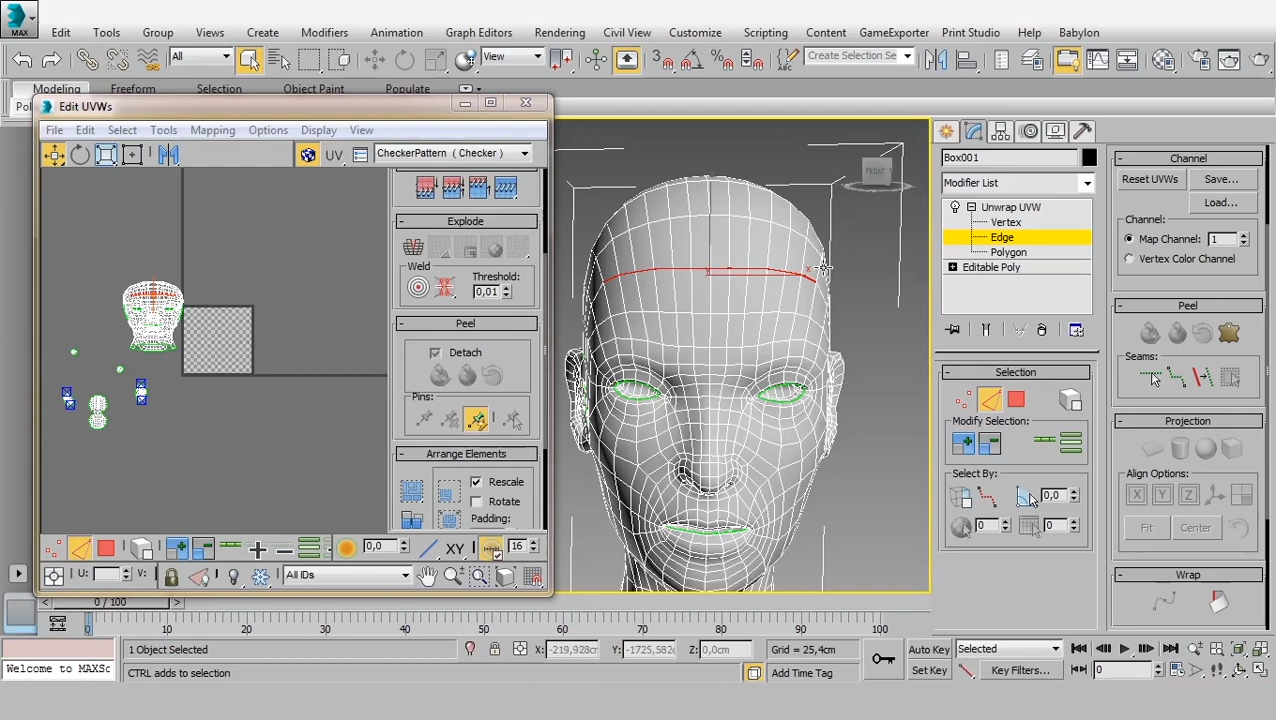 MAX
Edit Tools Group Views Create Modifiers Animation Graph Editors Rendering Civil View Customize Scripting Content GameExporter Print Studio Help Babylon
All View 3 Create Selection Se
Modeling Freeform Selection Object Paint Populate
Edit UVWs
File Edit Select Tools Mapping Options Display View
UV CheckerPattern ( Checker )
Explode
Weld Threshold:
0,01
Peel
Detach
Pins:
Arrange Elements
Rescale
Rotate
Padding:
0,0 XY 16
U: V: All IDs
FRONT
Box001
Modifier List
Unwrap UVW
Vertex
Edge
Polygon
Editable Poly
Selection
Modify Selection:
Select By:
0,0
0 0
Channel
Reset UVWs Save...
Load...
Channel:
Map Channel: 1
Vertex Color Channel
Peel
Seams:
Projection
Align Options:
X Y Z
Fit Center
Wrap
0 / 100
0 10 20 30 40 50 60 70 80 90 100
1 Object Selected X: -219,928cm Y: -1725,582c Z: 0,0cm Grid = 25,4cm Auto Key Selected
Welcome to MAXSc CTRL adds to selection Add Time Tag Set Key Key Filters... 0